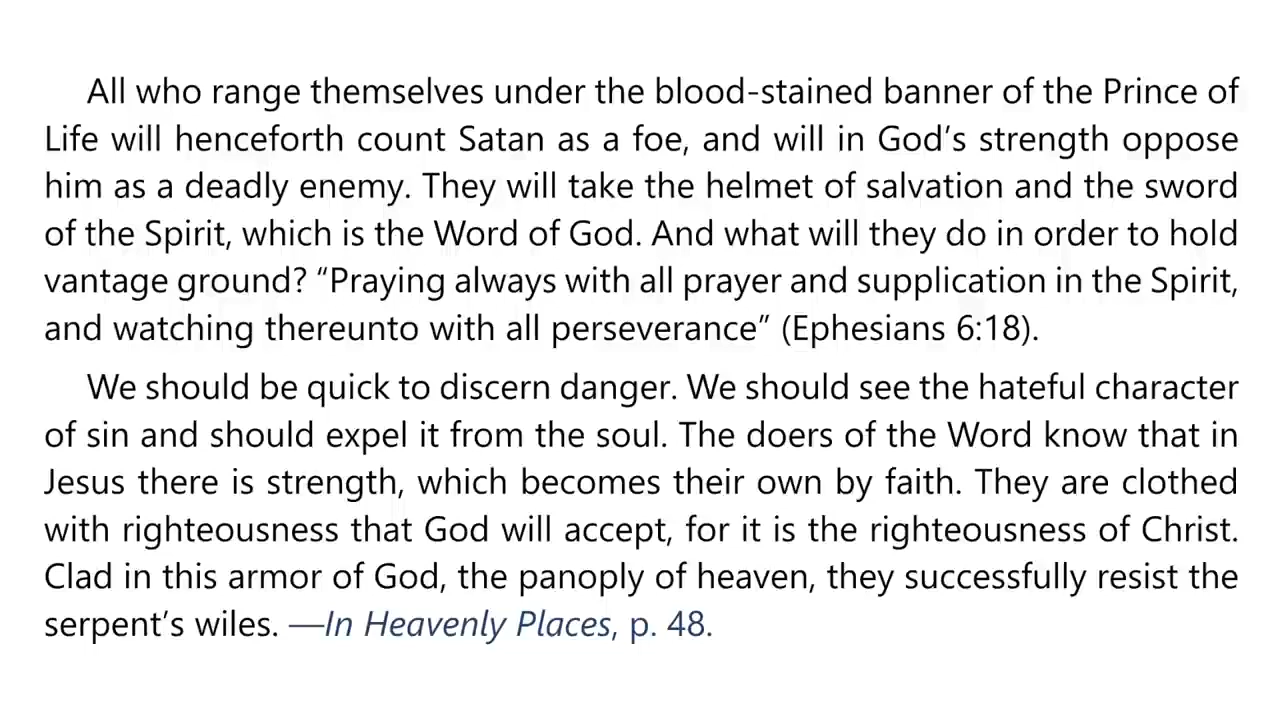 All who range themselves under the blood-stained banner of the Prince of
Life will henceforth count Satan as a foe, and will in God’s strength oppose
him as a deadly enemy. They will take the helmet of salvation and the sword
of the Spirit, which is the Word of God. And what will they do in order to hold
vantage ground? “Praying always with all prayer and supplication in the Spirit,
and watching thereunto with all perseverance” (Ephesians 6:18).
We should be quick to discern danger. We should see the hateful character
of sin and should expel it from the soul. The doers of the Word know that in
Jesus there is strength, which becomes their own by faith. They are clothed
with righteousness that God will accept, for it is the righteousness of Christ.
Clad in this armor of God, the panoply of heaven, they successfully resist the
serpent’s wiles. —In Heavenly Places, p. 48.